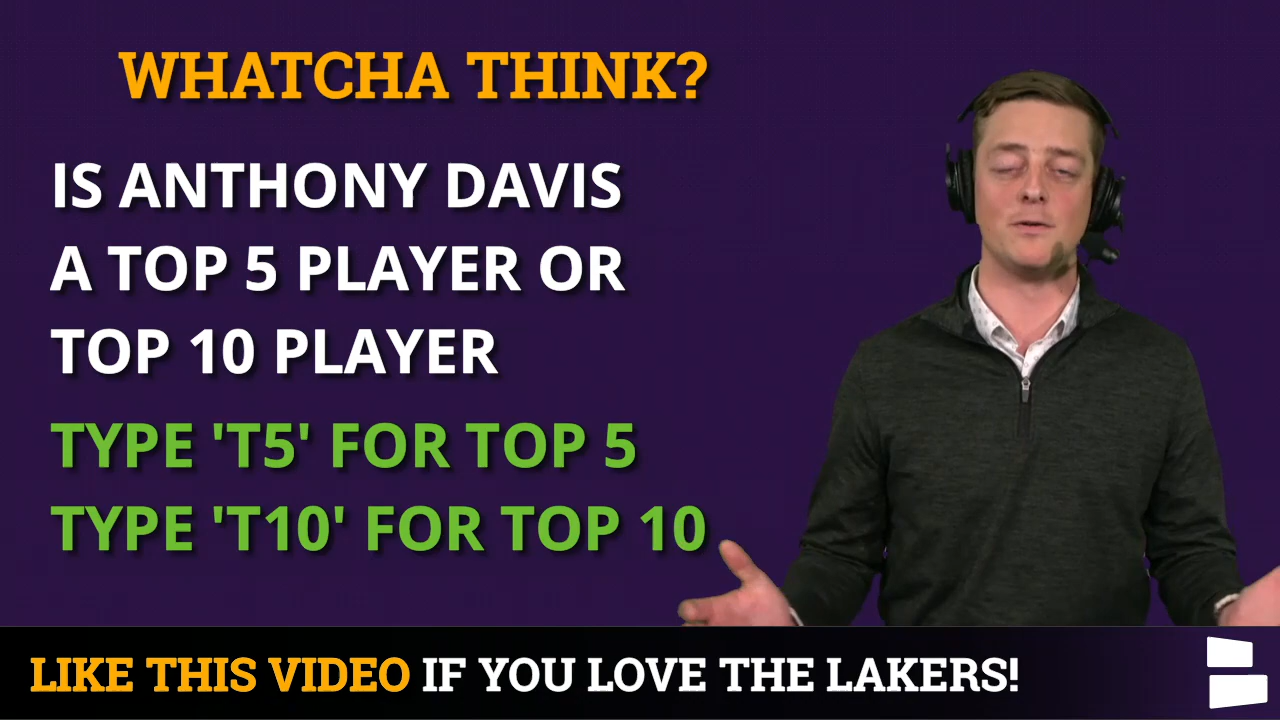 WHATCHA THINK?
IS ANTHONY DAVIS
A TOP 5 PLAYER OR
TOP 10 PLAYER
TYPE 'T5' FOR TOP 5
TYPE 'T10' FOR TOP 10
LIKE THIS VIDEO IF YOU LOVE THE LAKERS!